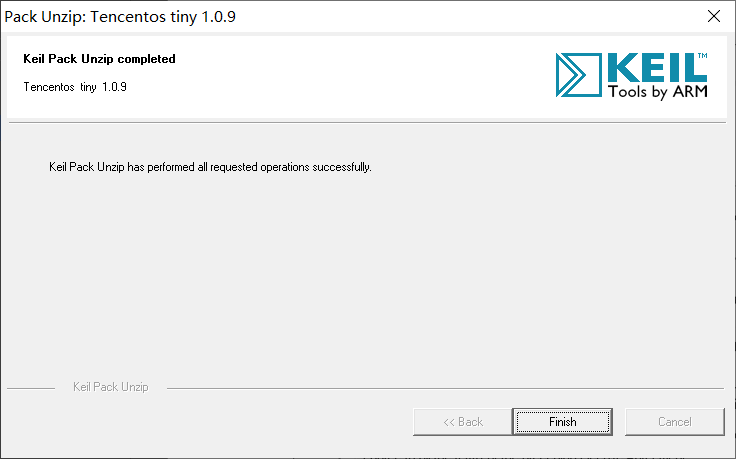 Pack Unzip: Tencentos tiny 1.0.9
Keil Pack Unzip completed
Tencentos tiny 1.0.9
KEIL™
Tools by ARM
Keil Pack Unzip has performed all requested operations successfully.
Keil Pack Unzip
<< Back
Finish
Cancel